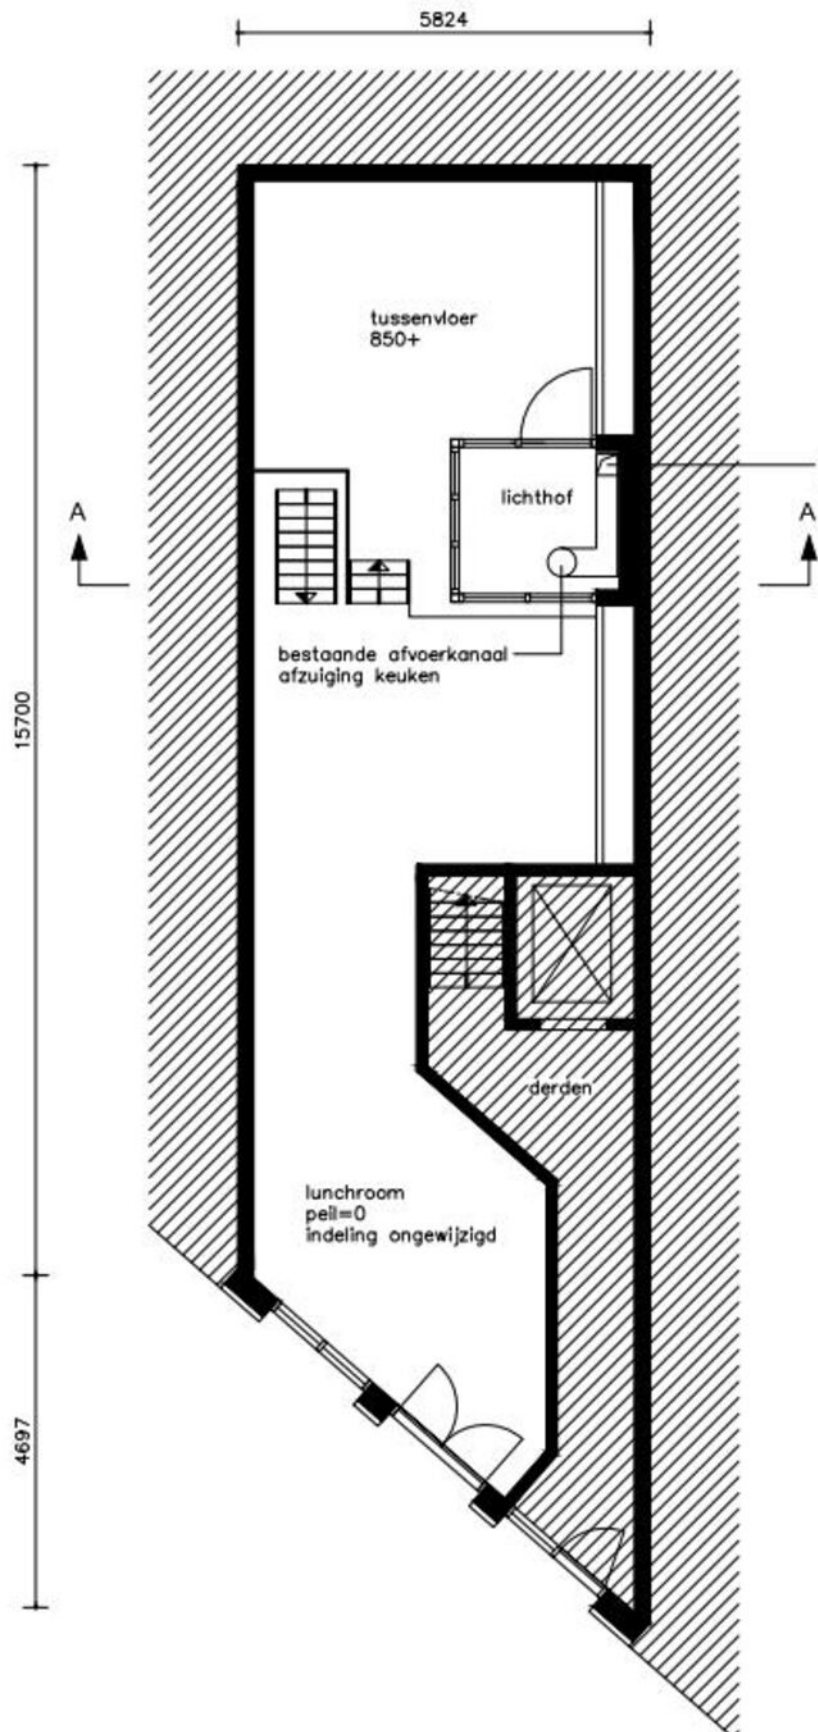 5824
tussenvloer
850+
lichthof
A
A
bestaande afvoerkanaal
afzuiging keuken
15700
derden
lunchroom
peil=0
indeling ongewijzigd
4697